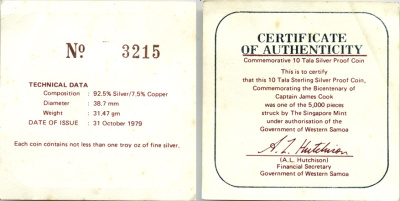 No 3215
TECHNICAL DATA
Composition : 92.5% Silver/7.5% Copper
Diameter : 38,7 mm
Weight : 31,47 gm
DATE OF ISSUE : 31 October 1979
Each coin contains not less than one troy oz of fine silver.
CERTIFICATE
OF AUTHENTICITY
Commemorative 10 Tala Silver Proof Coin
This is to certify
that this 10 Tala Sterling Silver Proof Coin,
Commemorating the Bicentenary of
Captain James Cook
was one of the 5,000 pieces
struck by The Singapore Mint
under authorisation of the
Government of Western Samoa
A.L. Hutchison
(A.L. Hutchison)
Financial Secretary
Government of Western Samoa